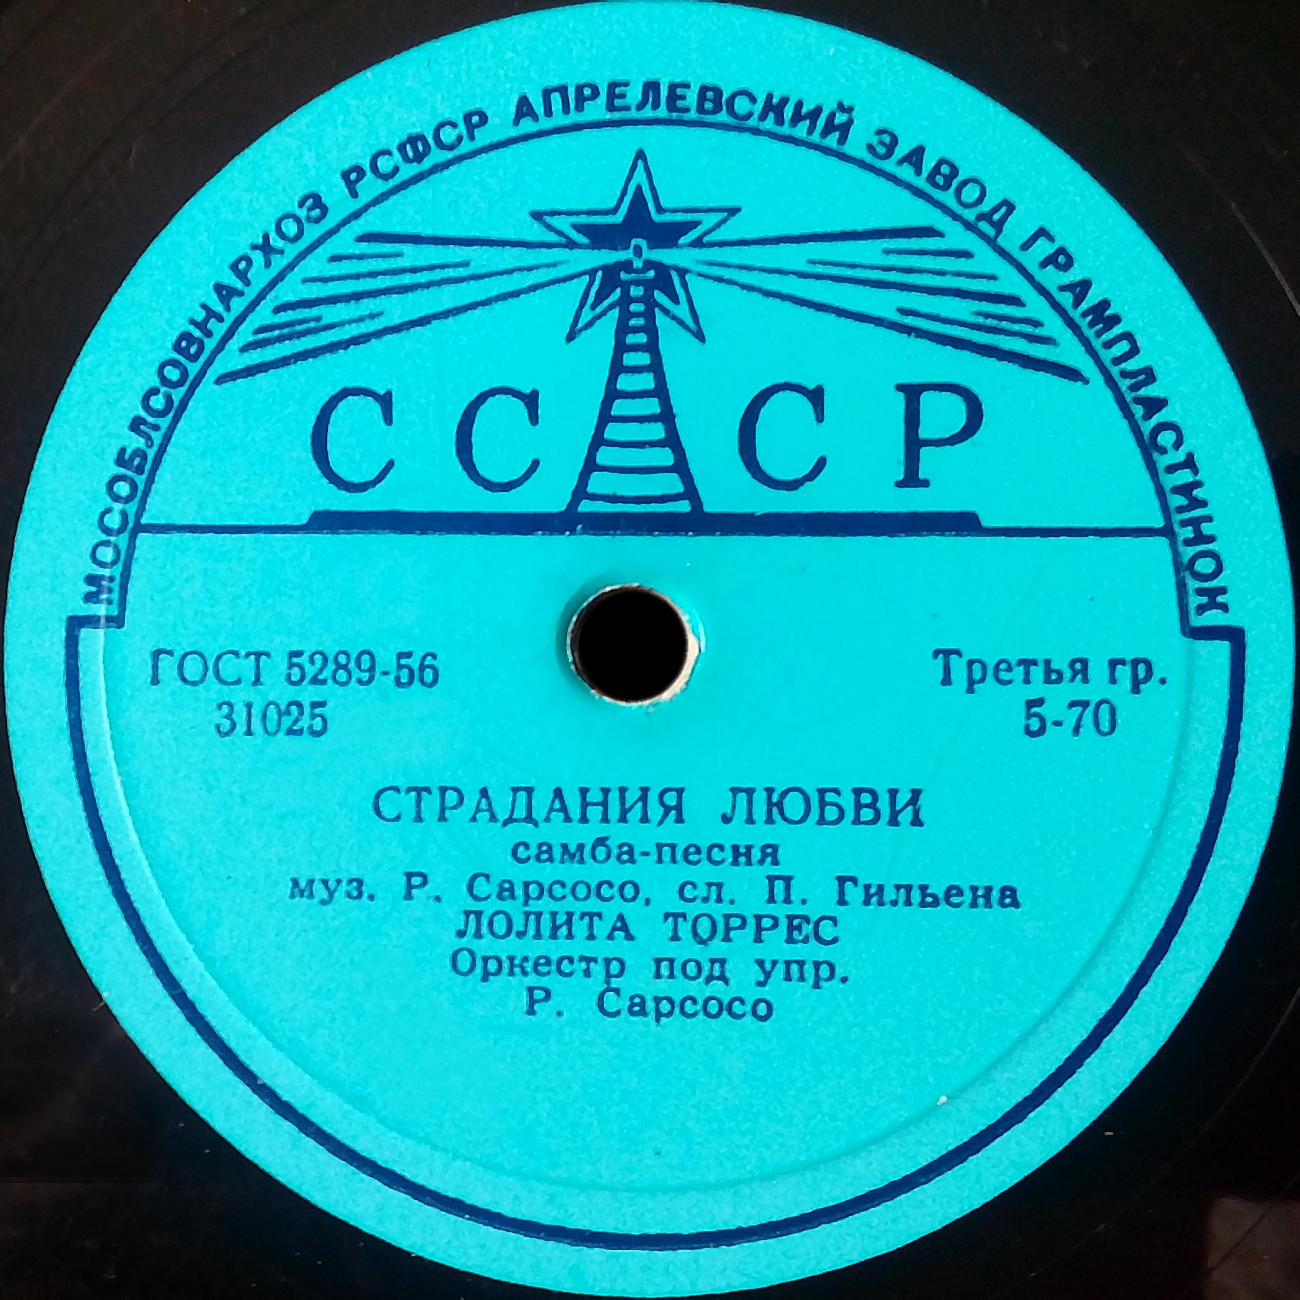 МОСОБЛСОВНАРХОЗ РСФСР АПРЕЛЕВСКИЙ ЗАВОД ГРАМПЛАСТИНОК
СССР
ГОСТ 5289-56
31025
Третья гр.
5-70
СТРАДАНИЯ ЛЮБВИ
самба-песня
муз. Р. Сарсосо, сл. П. Гильена
ЛОЛИТА ТОРРЕС
Оркестр под упр.
Р. Сарсосо